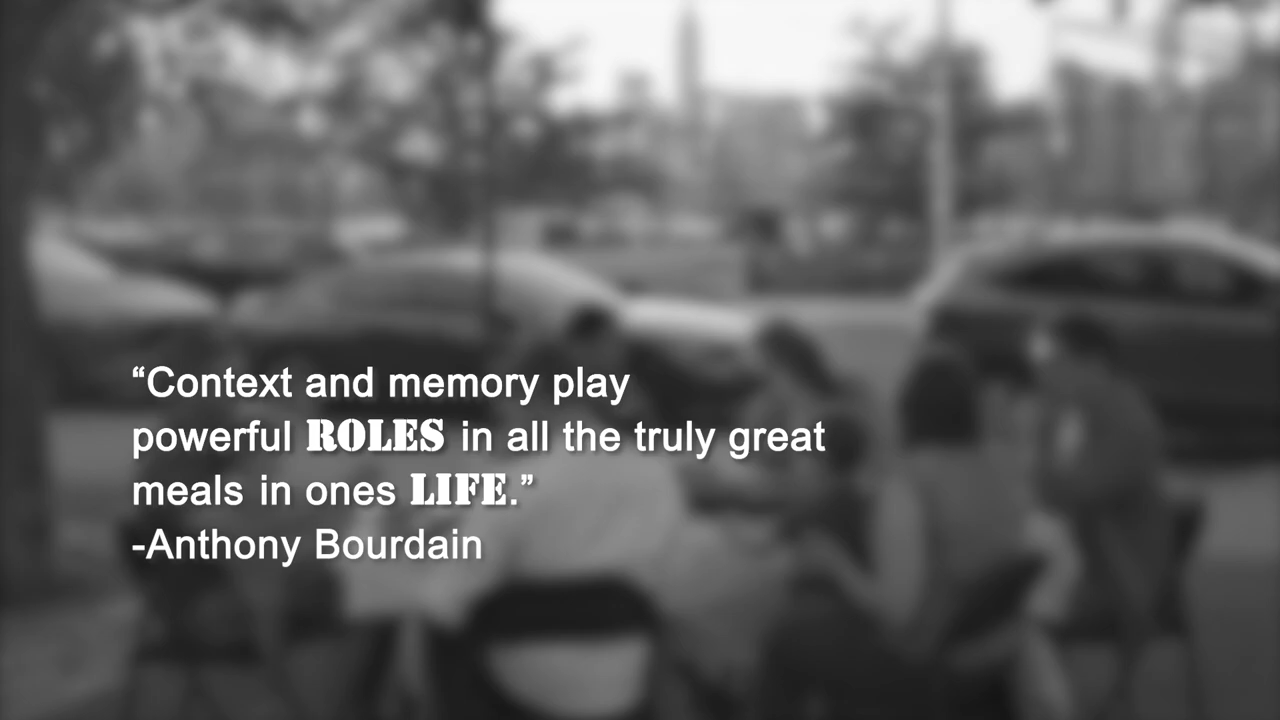 “Context and memory play
powerful ROLES in all the truly great
meals in ones LIFE.”
-Anthony Bourdain